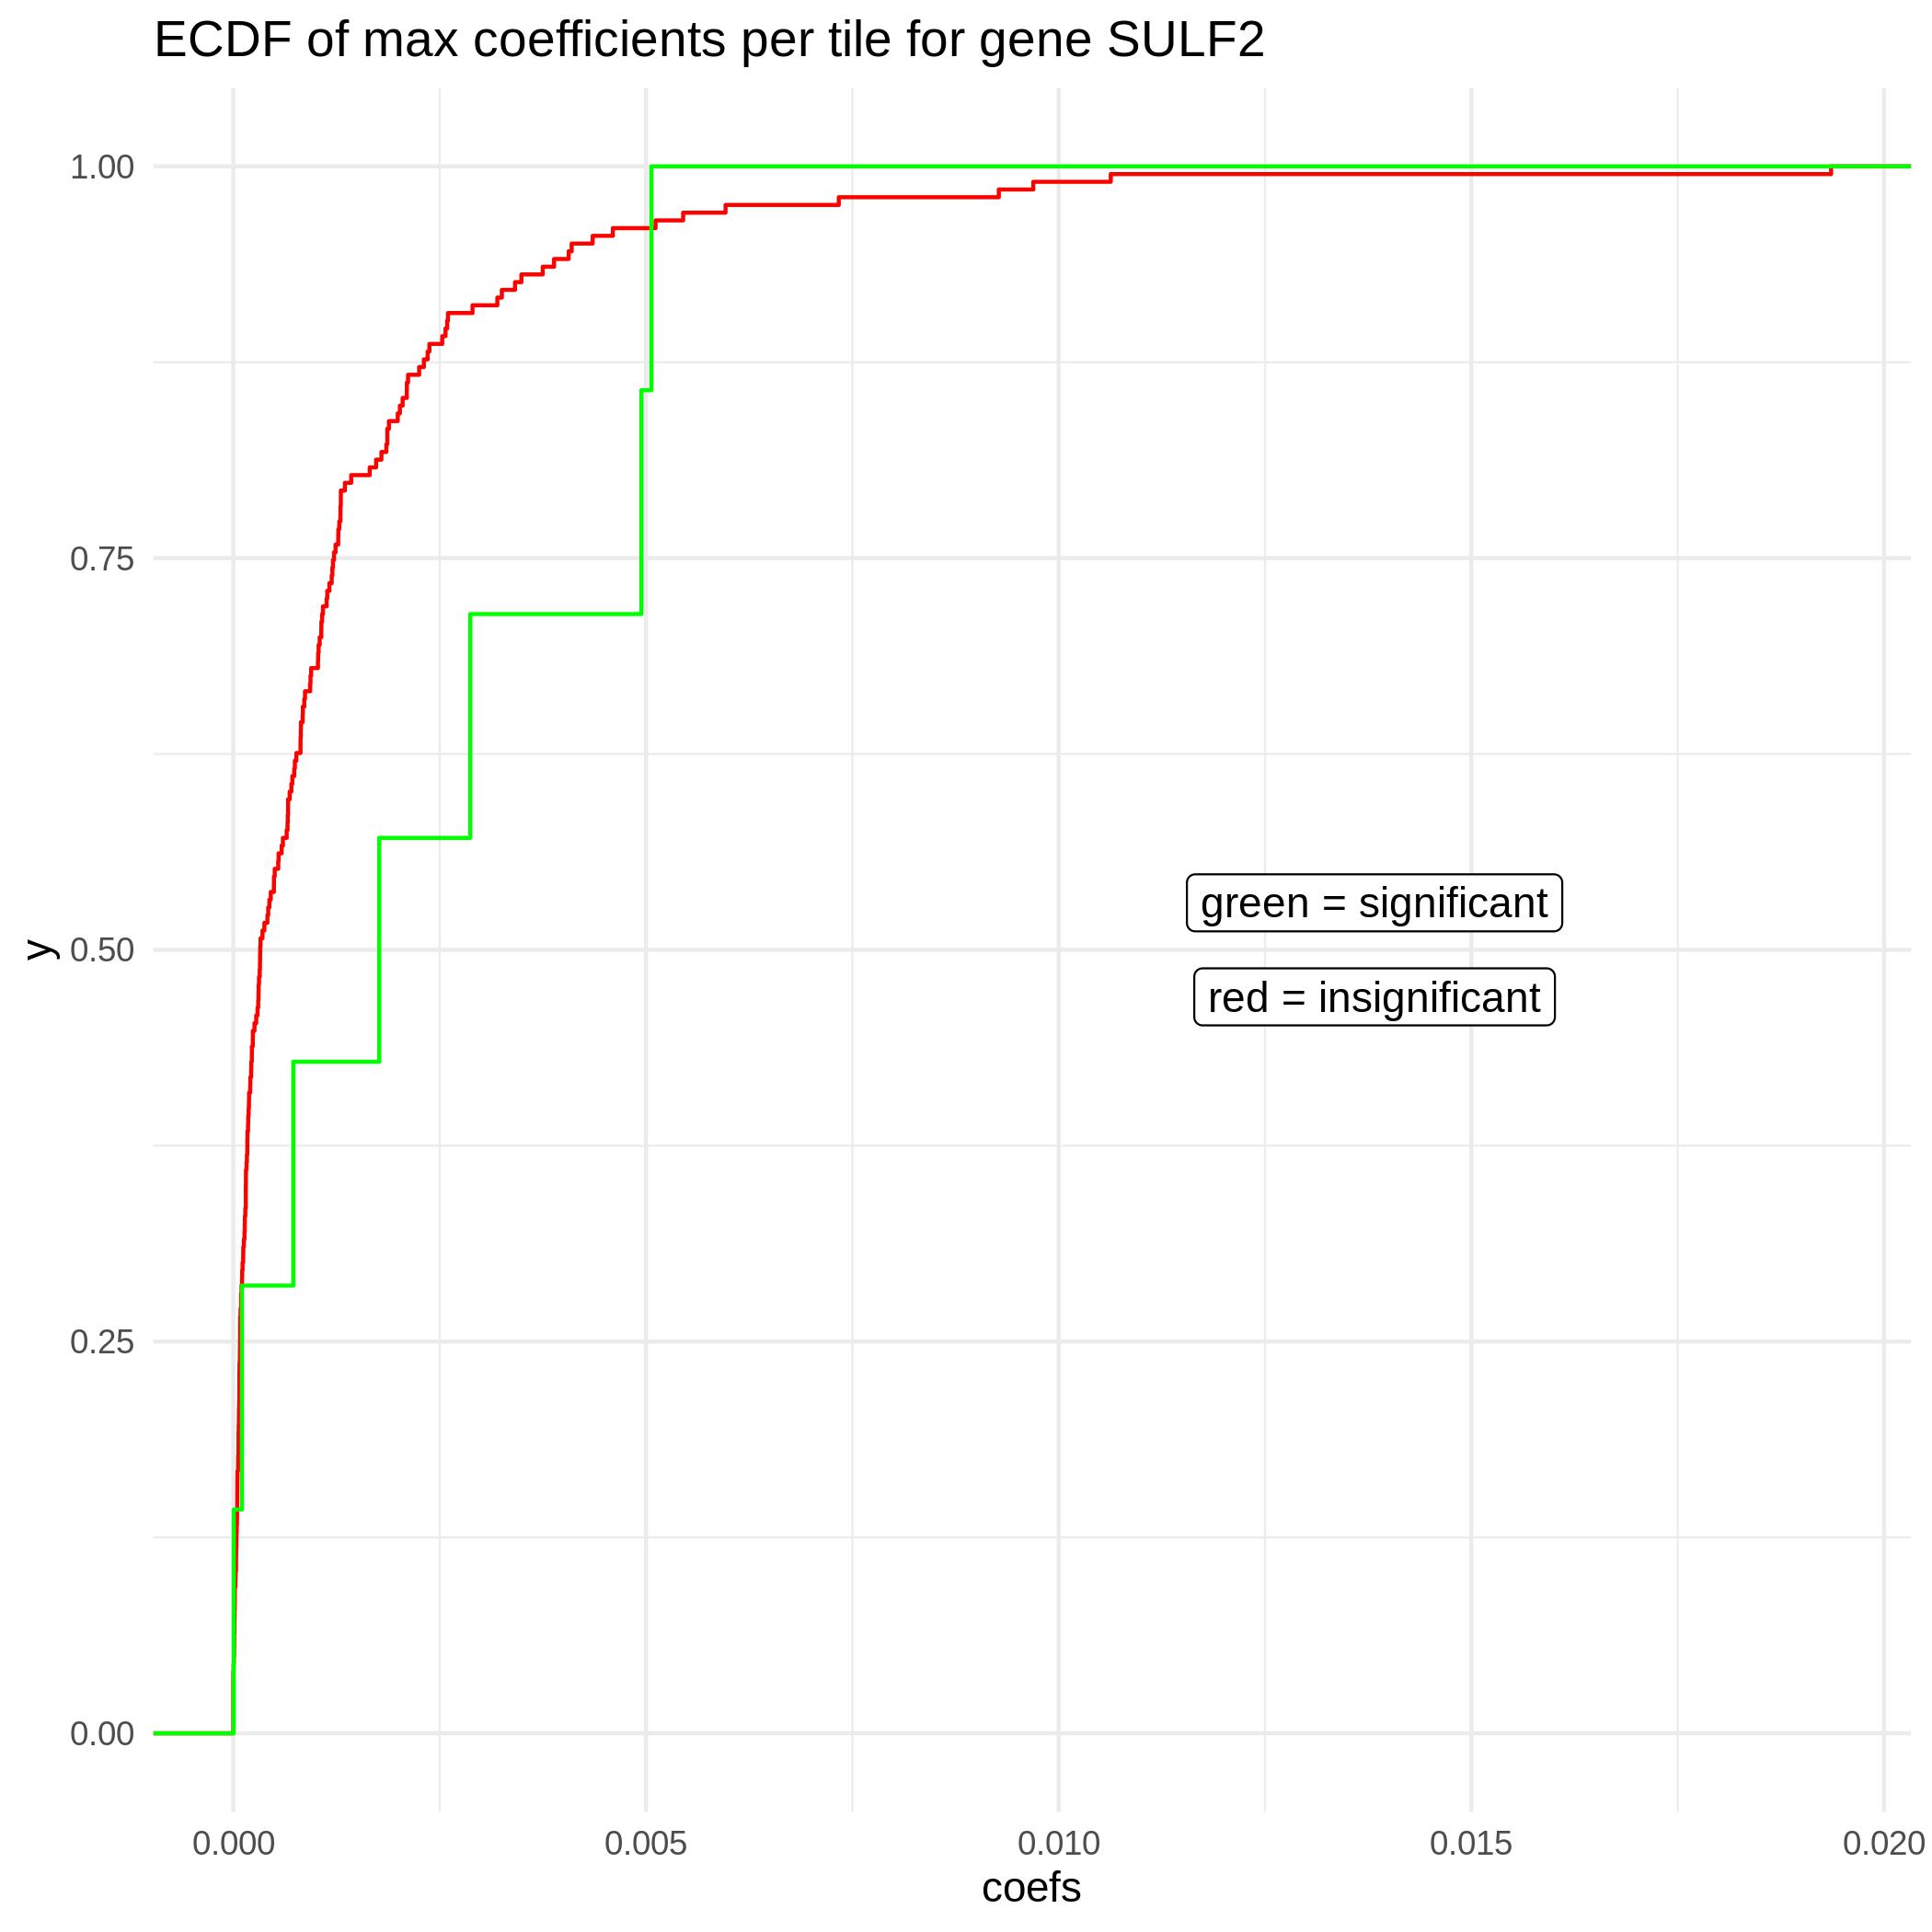 ECDF of max coefficients per tile for gene SULF2
1.00
0.75
0.50
0.25
0.00
y
green = significant
red = insignificant
0.000 0.005 0.010 0.015 0.020
coefs